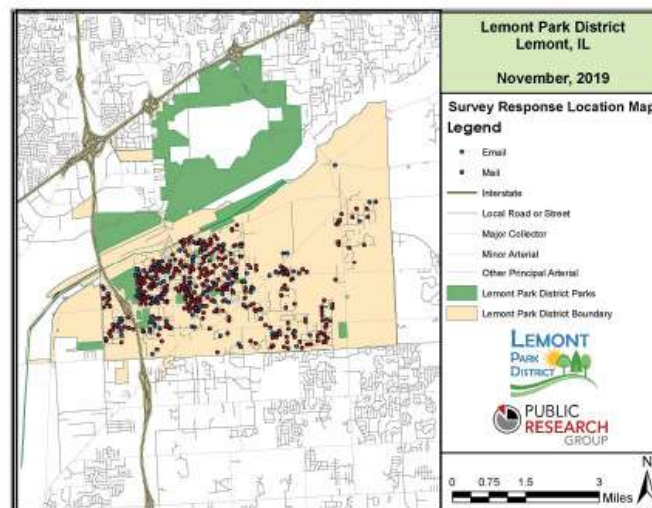 Lemont Park District
Lemont, IL
November, 2019
Survey Response Location Map
Legend
Email
Mail
Interstate
Local Road or Street
Major Collector
Minor Arterial
Other Principal Arterial
Lemont Park District Parks
Lemont Park District Boundary
LEMONT
PARK
DISTRICT
PUBLIC
RESEARCH
GROUP
N
0 0.75 1.5 3
Miles